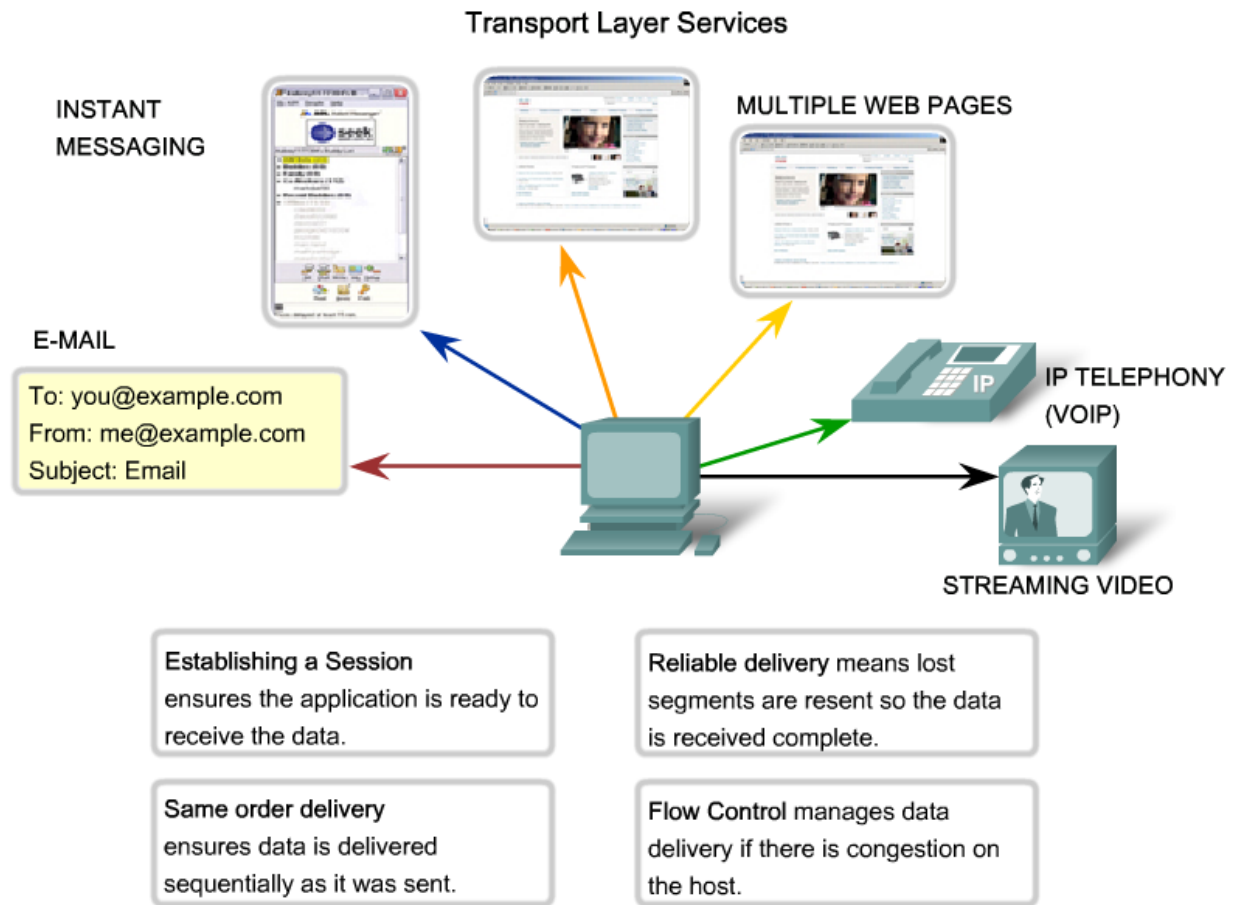 Transport Layer Services
INSTANT
MESSAGING
seek
MULTIPLE WEB PAGES
E-MAIL
To: you@example.com
From: me@example.com
Subject: Email
IP
IP TELEPHONY
(VOIP)
STREAMING VIDEO
Establishing a Session
ensures the application is ready to
receive the data.
Reliable delivery means lost
segments are resent so the data
is received complete.
Same order delivery
ensures data is delivered
sequentially as it was sent.
Flow Control manages data
delivery if there is congestion on
the host.